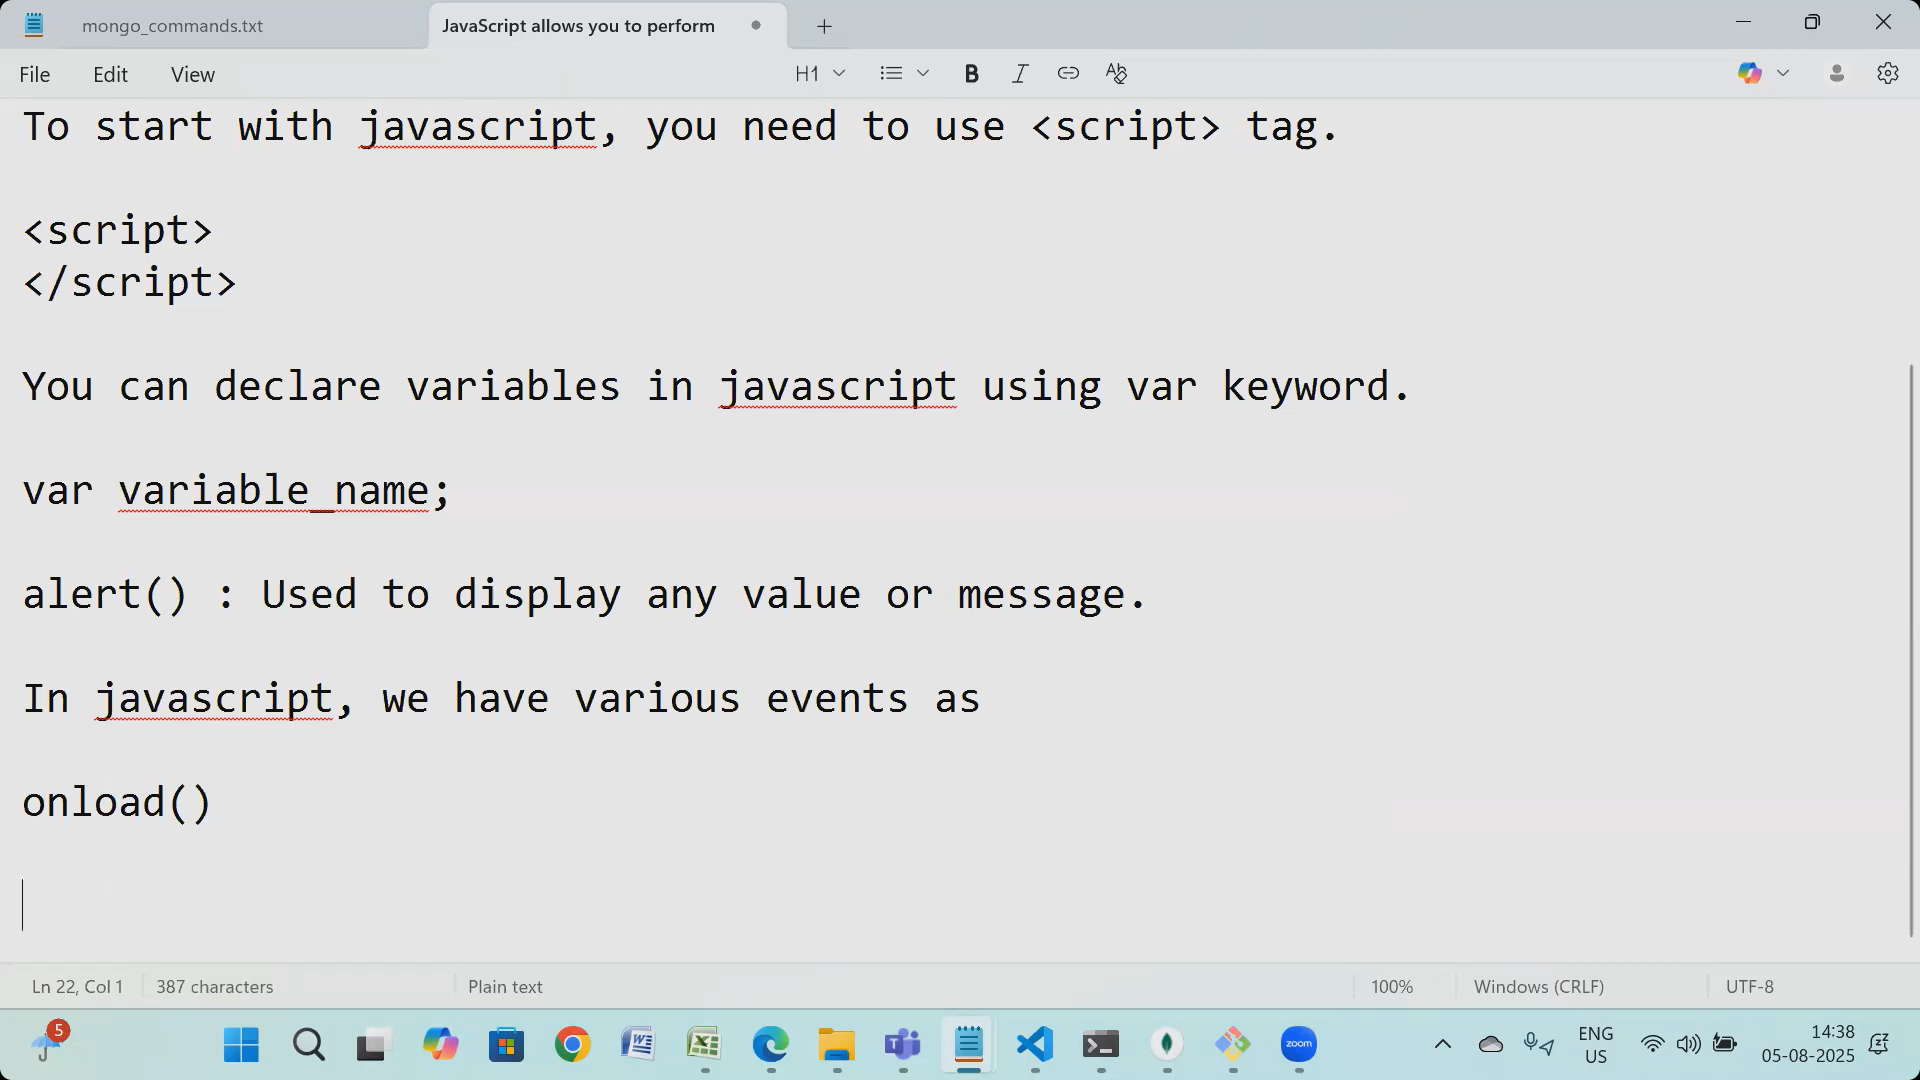 mongo_commands.txt
JavaScript allows you to perform
File Edit View
H1
To start with javascript, you need to use <script> tag.
<script>
</script>
You can declare variables in javascript using var keyword.
var variable_name;
alert() : Used to display any value or message.
In javascript, we have various events as
onload()
Ln 22, Col 1 387 characters Plain text 100% Windows (CRLF) UTF-8
5
zoom
ENG
US
14:38
05-08-2025